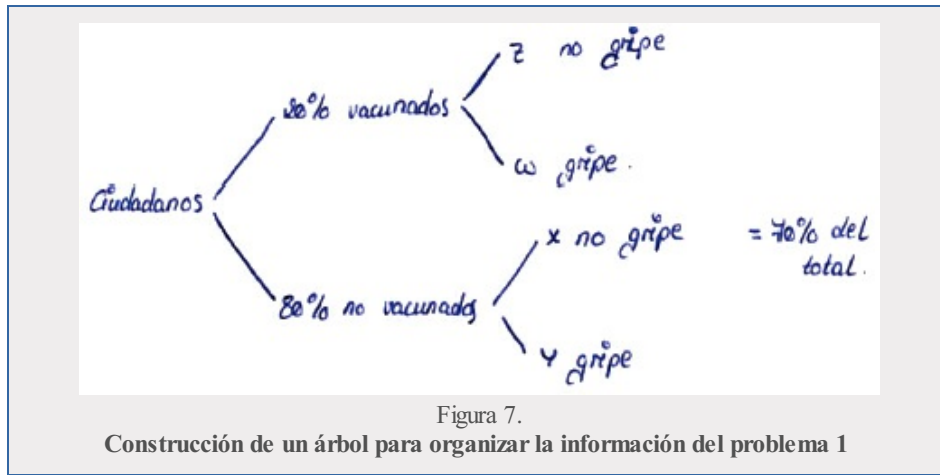 z no gripe
20% vacunados
ω gripe.
Ciudadanos
x no gripe = 70% del total.
80% no vacunados
y gripe
Figura 7.
Construcción de un árbol para organizar la información del problema 1